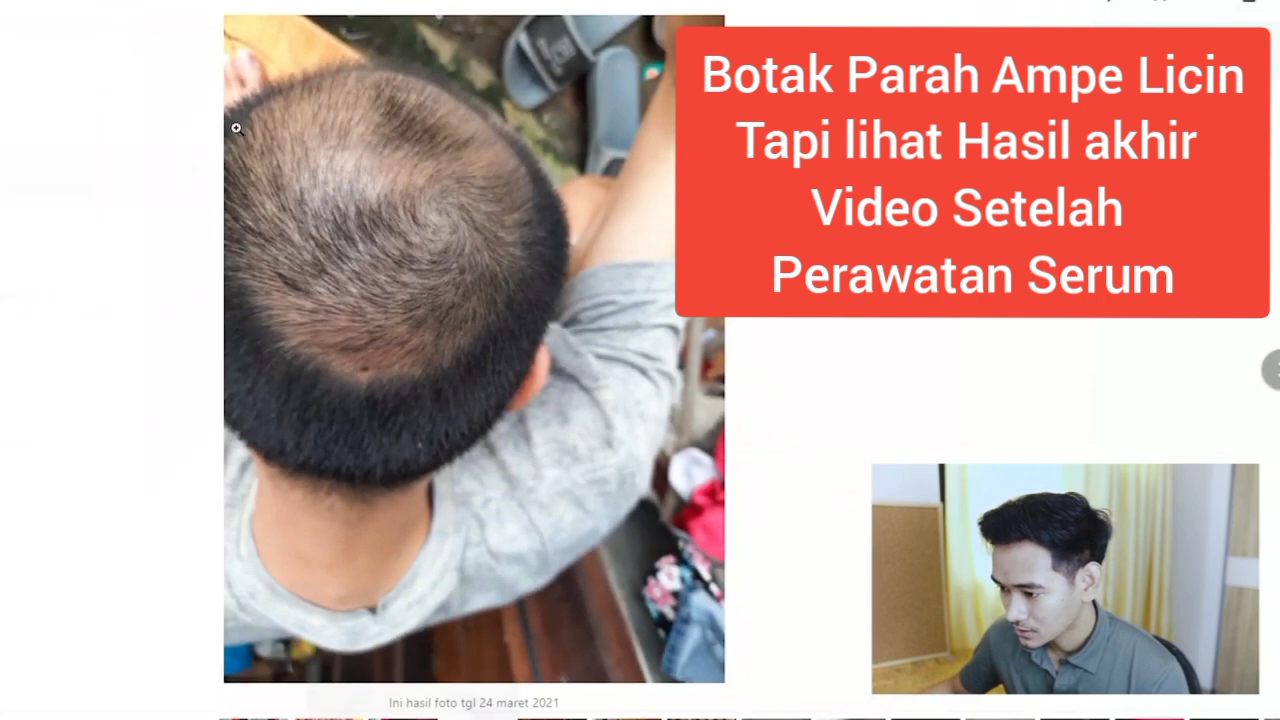 Botak Parah Ampe Licin
Tapi lihat Hasil akhir
Video Setelah
Perawatan Serum
Ini hasil foto tgl 24 maret 2021